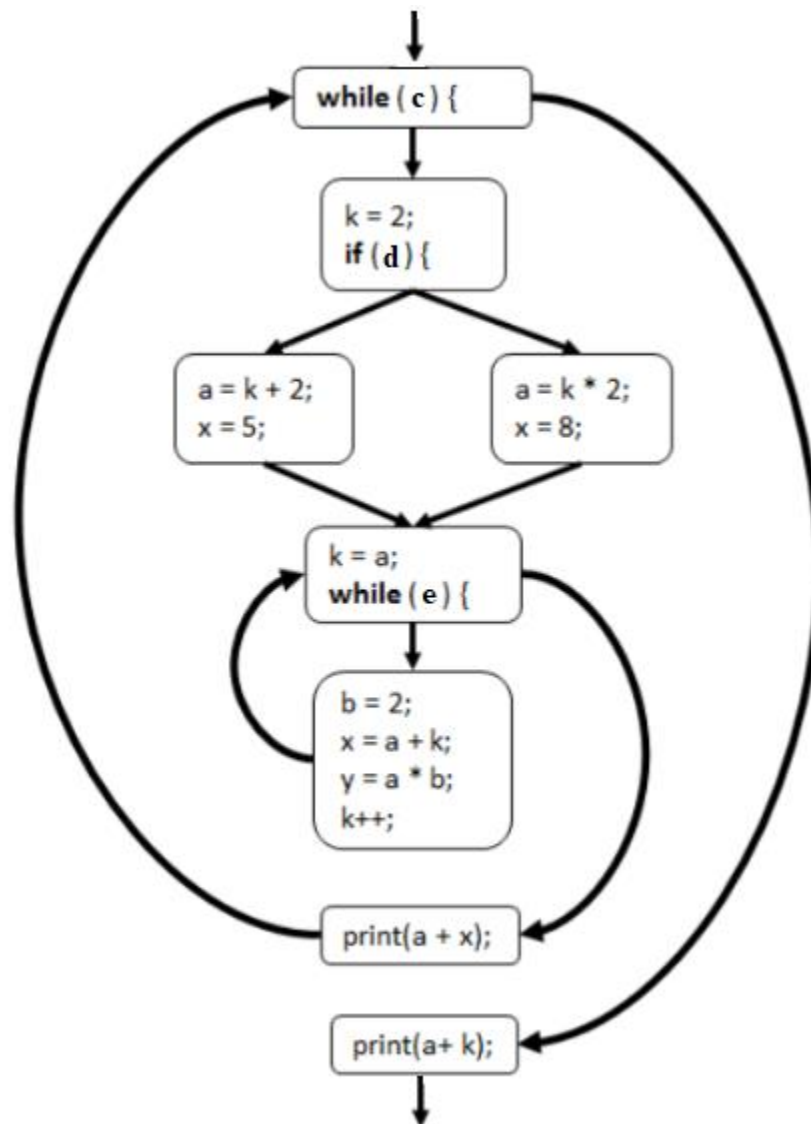 while ( c ) {
k = 2;
if ( d ) {
a = k + 2;
x = 5;
a = k * 2;
x = 8;
k = a;
while ( e ) {
b = 2;
x = a + k;
y = a * b;
k++;
print(a + x);
print(a+ k);